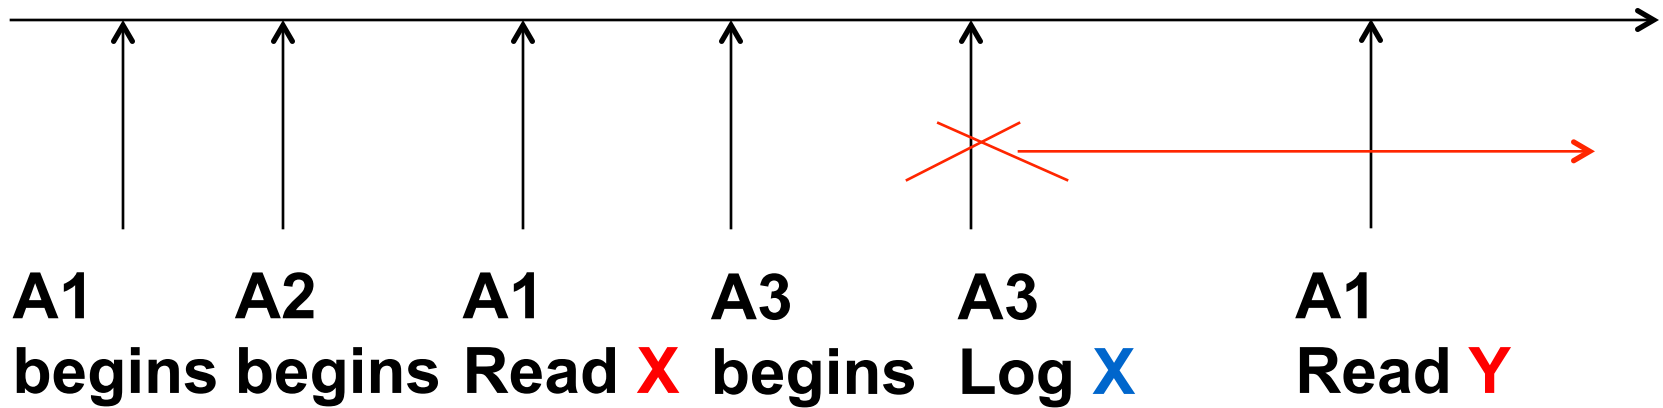 A1 A2 A1 A3 A3 A1
begins begins Read X begins Log X Read Y